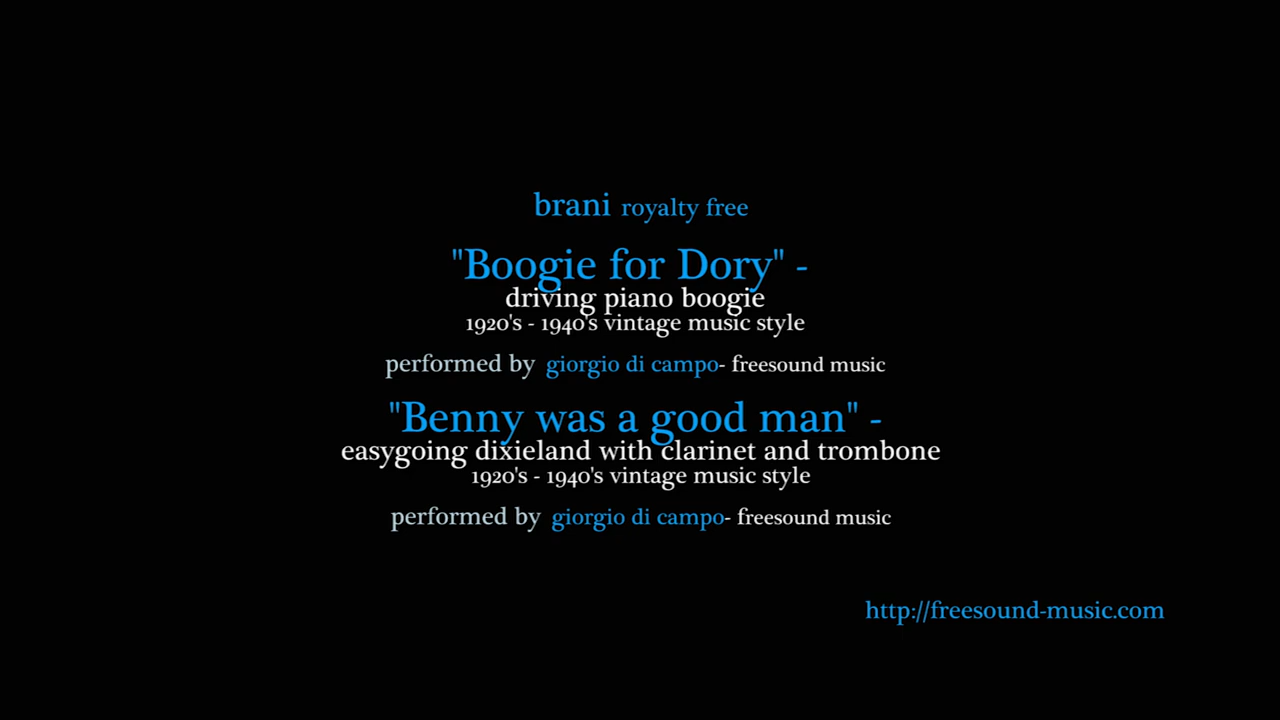 brani royalty free
"Boogie for Dory" -
driving piano boogie
1920's - 1940's vintage music style
performed by giorgio di campo- freesound music
"Benny was a good man" -
easygoing dixieland with clarinet and trombone
1920's - 1940's vintage music style
performed by giorgio di campo- freesound music
http://freesound-music.com